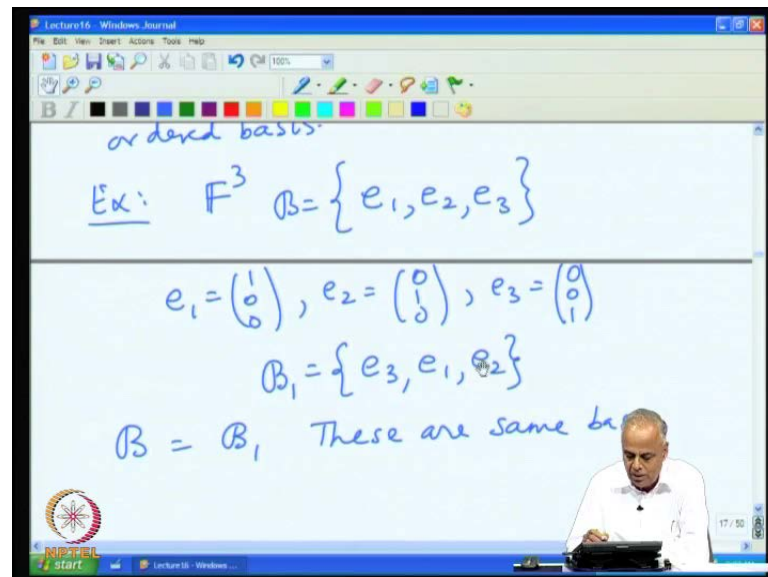 Lecture16 - Windows Journal
File Edit View Insert Actions Tools Help
100%
B I
ordered basis.
Ex: F³ B = { e₁, e₂, e₃ }
e₁ = (1 0 0), e₂ = (0 1 0), e₃ = (0 0 1)
B₁ = { e₃, e₁, e₂ }
B = B₁ These are same
17 / 50
NPTEL
start Lecture16 - Windows ...